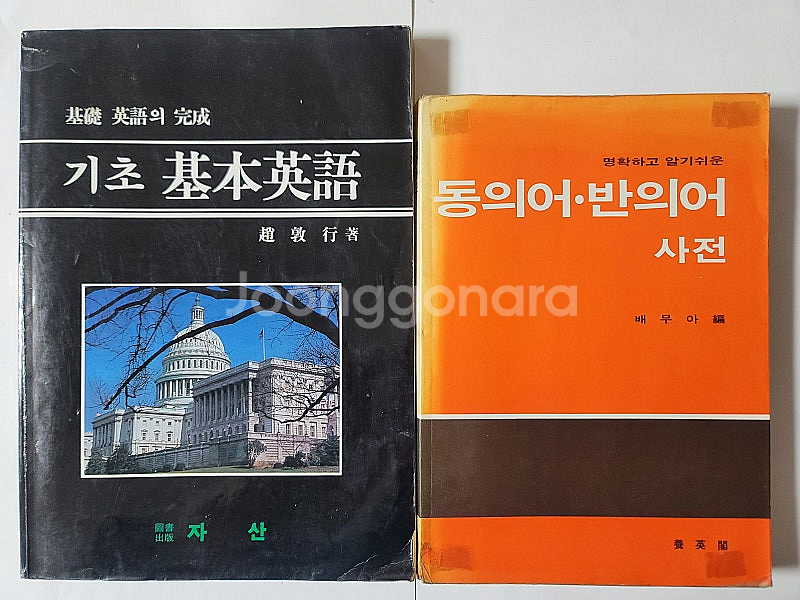 基礎 英語의 完成
기초 基本英語
趙敦行 著
圖書出版 자산
명확하고 알기쉬운
동의어·반의어
사전
배무아 編
養英閣
Joonggonara